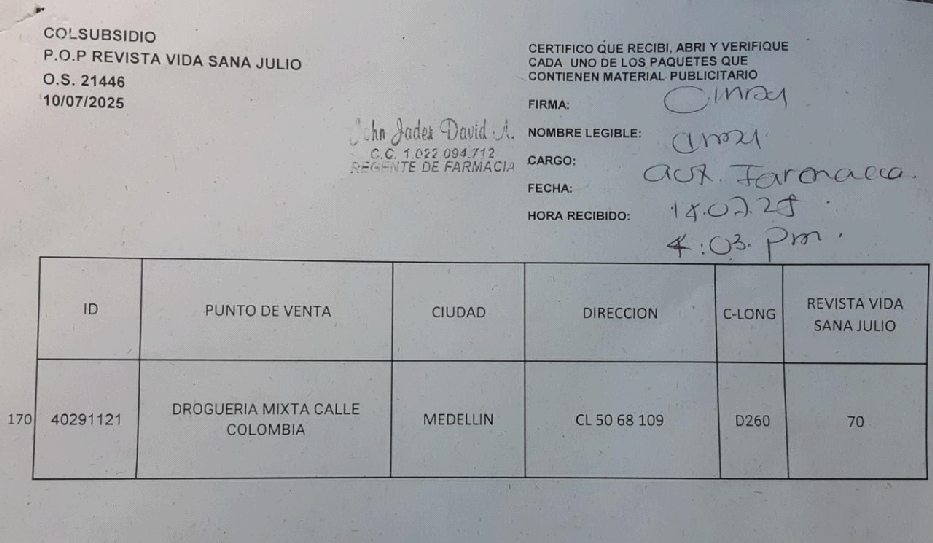 COLSUBSIDIO
P.O.P REVISTA VIDA SANA JULIO
O.S. 21446
10/07/2025
John Jader David A.
C.C. 1.022.094.712
REGENTE DE FARMACIA
CERTIFICO QUE RECIBI, ABRI Y VERIFIQUE
CADA UNO DE LOS PAQUETES QUE
CONTIENEN MATERIAL PUBLICITARIO
FIRMA:
NOMBRE LEGIBLE:
CARGO: aux. Farmacia.
FECHA:
HORA RECIBIDO: 4:03. pm.
ID PUNTO DE VENTA CIUDAD DIRECCION C-LONG REVISTA VIDA
SANA JULIO
170 40291121 DROGUERIA MIXTA CALLE
COLOMBIA MEDELLIN CL 50 68 109 D260 70